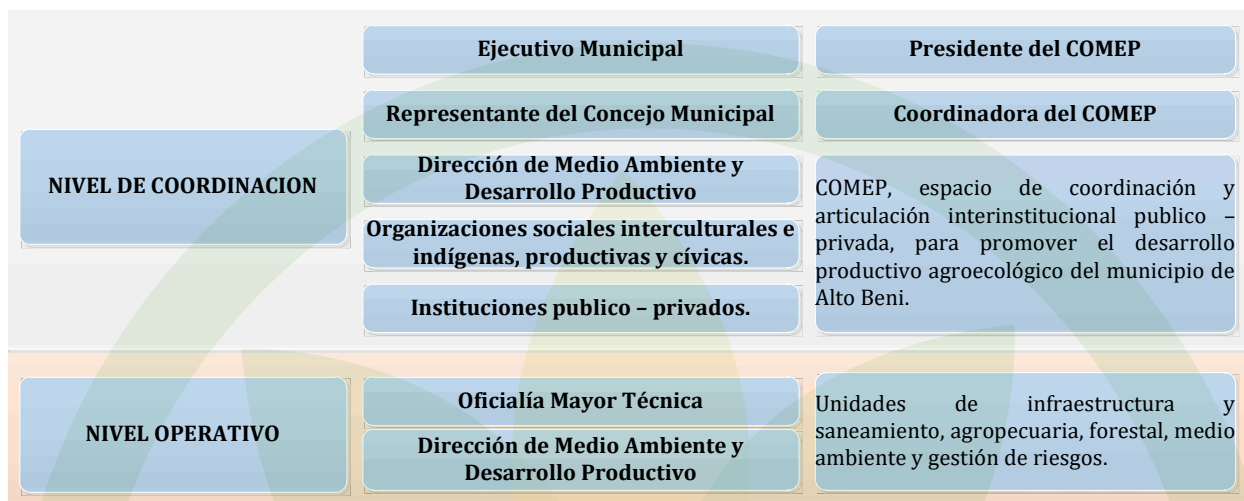 Ejecutivo Municipal
Presidente del COMEP
Representante del Concejo Municipal
Coordinadora del COMEP
NIVEL DE COORDINACION
Dirección de Medio Ambiente y
Desarrollo Productivo
Organizaciones sociales interculturales e
indígenas, productivas y cívicas.
Instituciones publico – privados.
COMEP, espacio de coordinación y
articulación interinstitucional publico –
privada, para promover el desarrollo
productivo agroecológico del municipio de
Alto Beni.
NIVEL OPERATIVO
Oficialía Mayor Técnica
Dirección de Medio Ambiente y
Desarrollo Productivo
Unidades de infraestructura y
saneamiento, agropecuaria, forestal, medio
ambiente y gestión de riesgos.